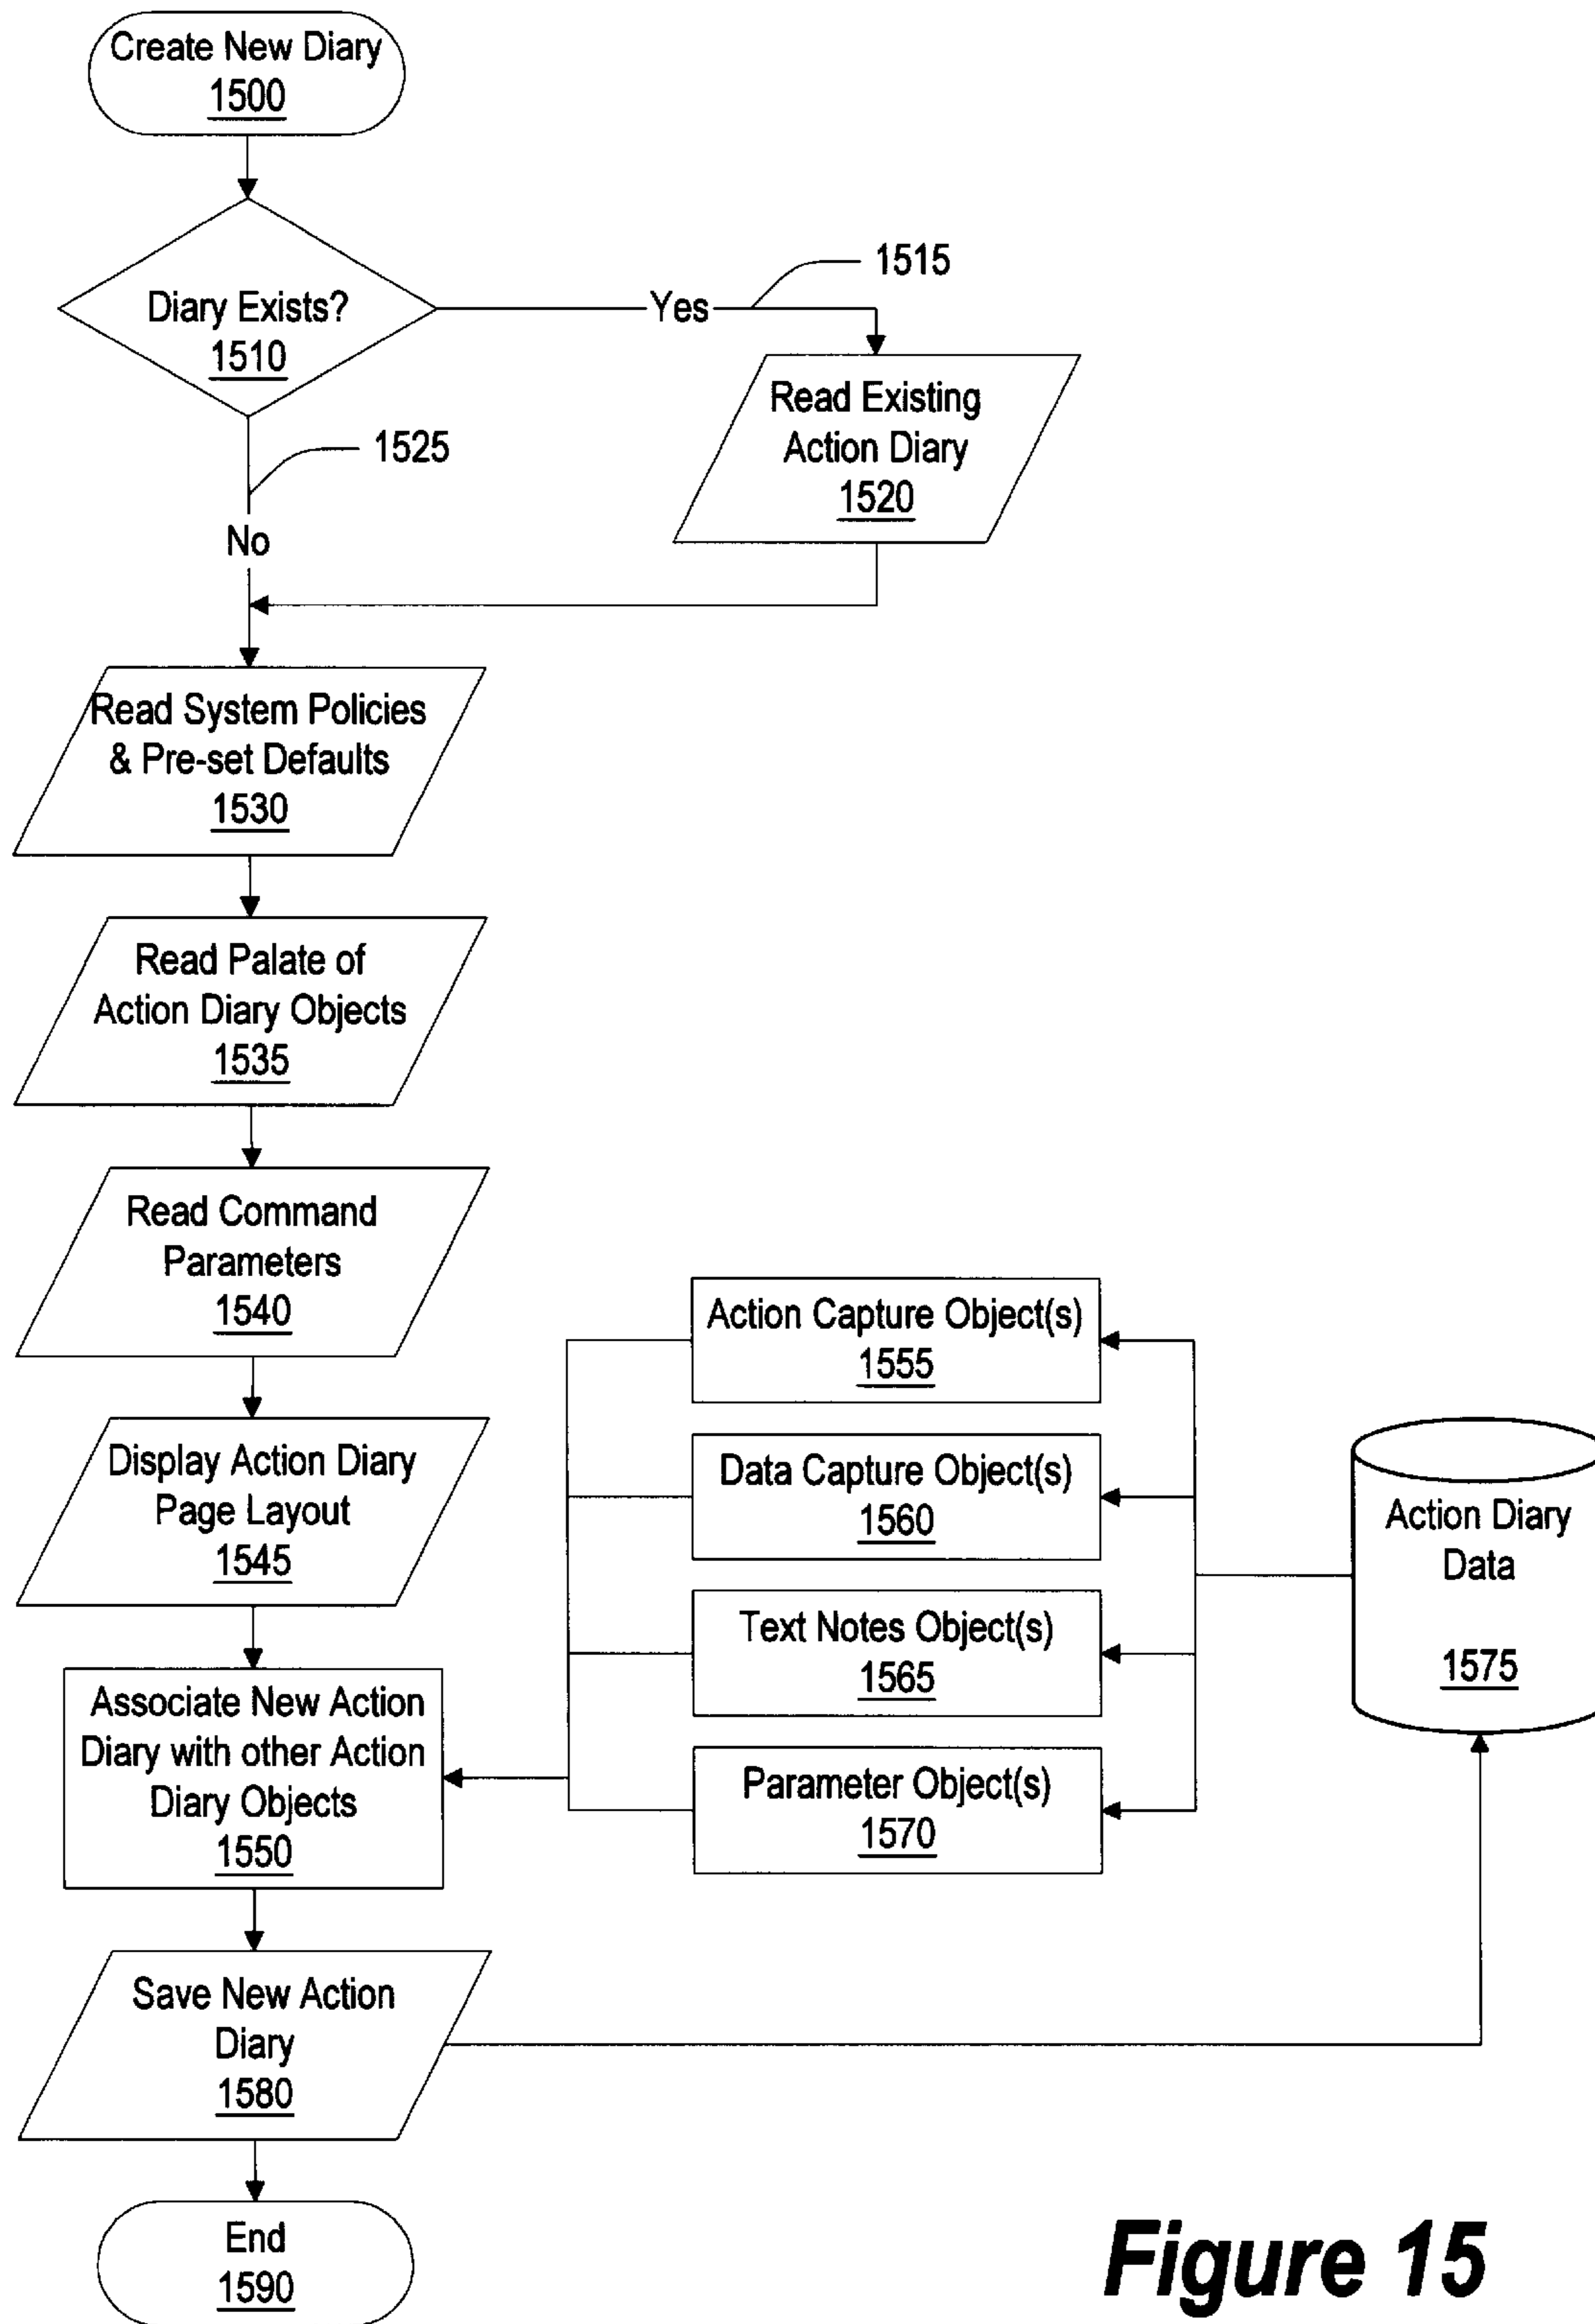 Create New Diary
1500
Diary Exists?
1510
Yes
1515
Read Existing
Action Diary
1520
1525
No
Read System Policies
& Pre-set Defaults
1530
Read Palate of
Action Diary Objects
1535
Read Command
Parameters
1540
Display Action Diary
Page Layout
1545
Associate New Action
Diary with other Action
Diary Objects
1550
Action Capture Object(s)
1555
Data Capture Object(s)
1560
Text Notes Object(s)
1565
Parameter Object(s)
1570
Action Diary
Data
1575
Save New Action
Diary
1580
End
1590
Figure 15